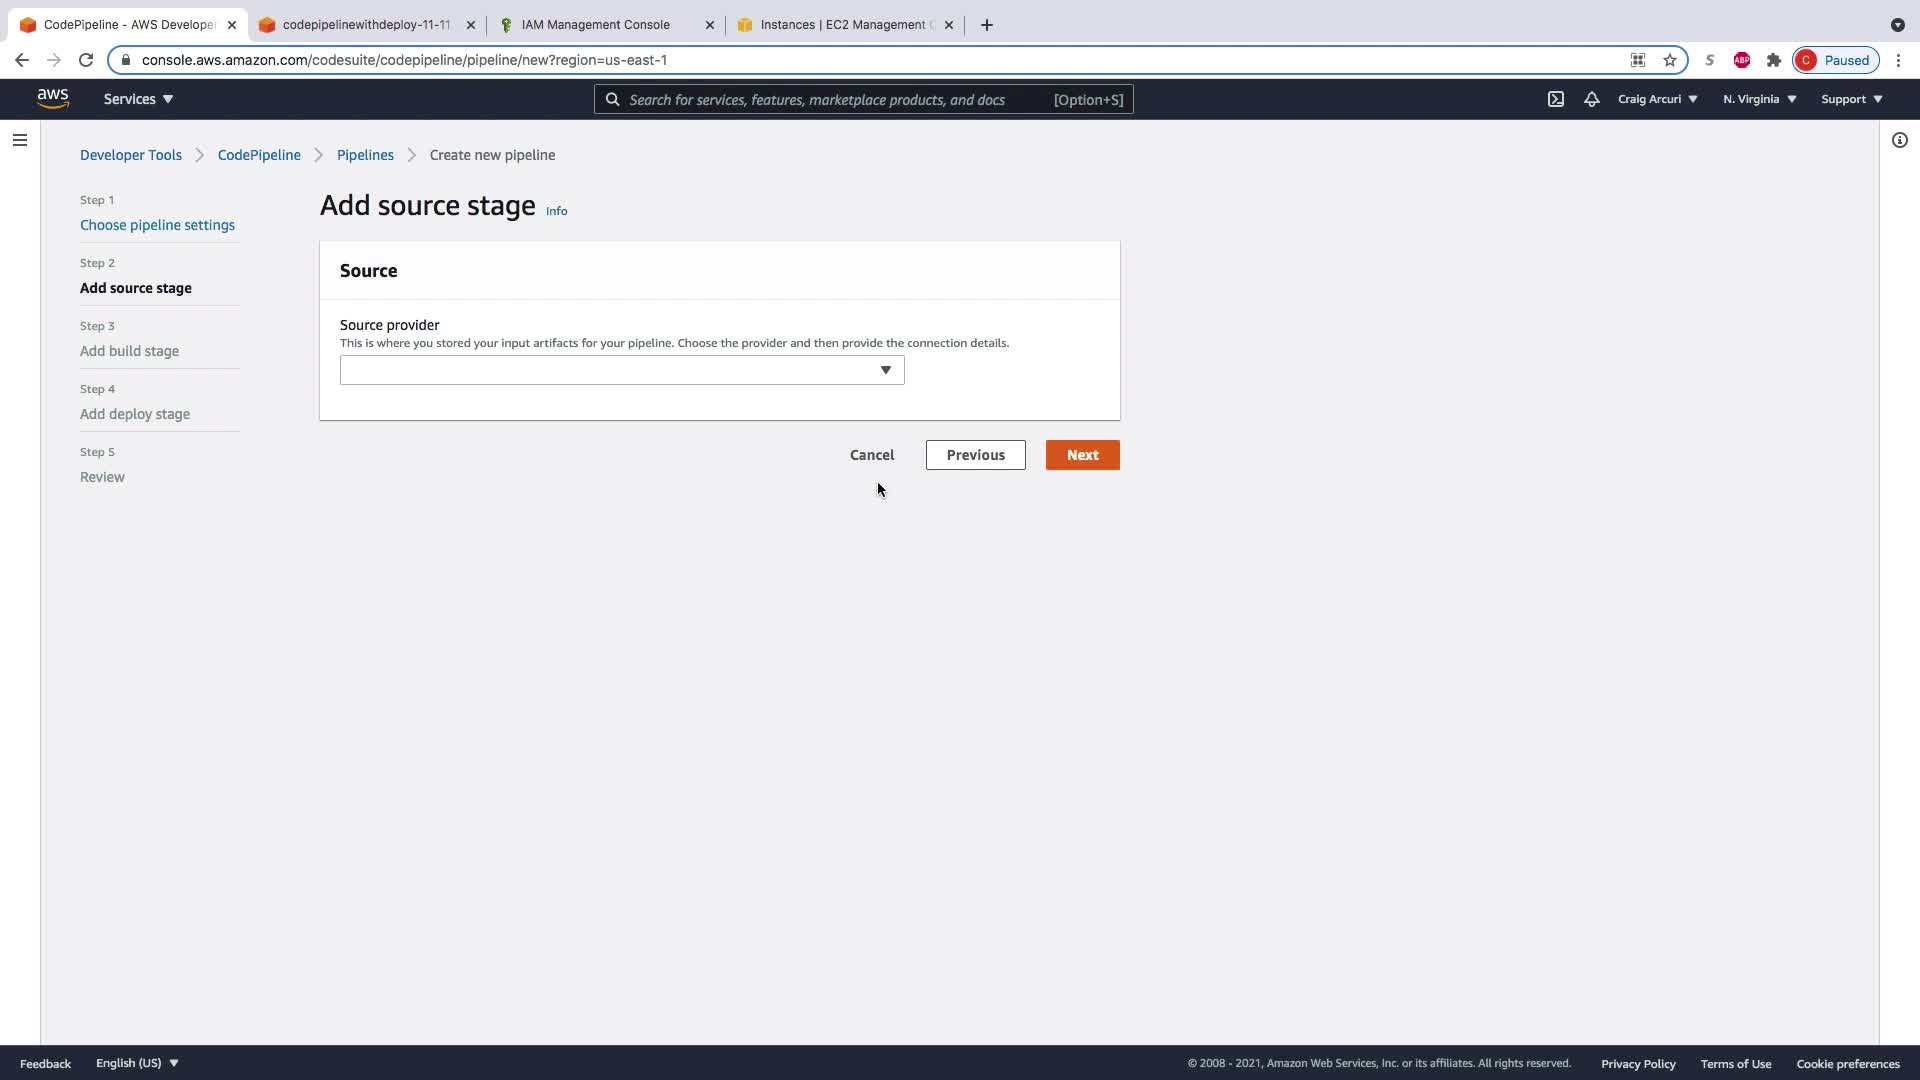 CodePipeline - AWS Developer
codepipelinewithdeploy-11-11
IAM Management Console
Instances | EC2 Management
console.aws.amazon.com/codesuite/codepipeline/pipeline/new?region=us-east-1
S
ABP
C
Paused
aws
Services
Search for services, features, marketplace products, and docs
[Option+S]
Craig Arcuri
N. Virginia
Support
Developer Tools
CodePipeline
Pipelines
Create new pipeline
Step 1
Choose pipeline settings
Step 2
Add source stage
Step 3
Add build stage
Step 4
Add deploy stage
Step 5
Review
Add source stage Info
Source
Source provider
This is where you stored your input artifacts for your pipeline. Choose the provider and then provide the connection details.
Cancel
Previous
Next
Feedback
English (US)
© 2008 - 2021, Amazon Web Services, Inc. or its affiliates. All rights reserved.
Privacy Policy
Terms of Use
Cookie preferences